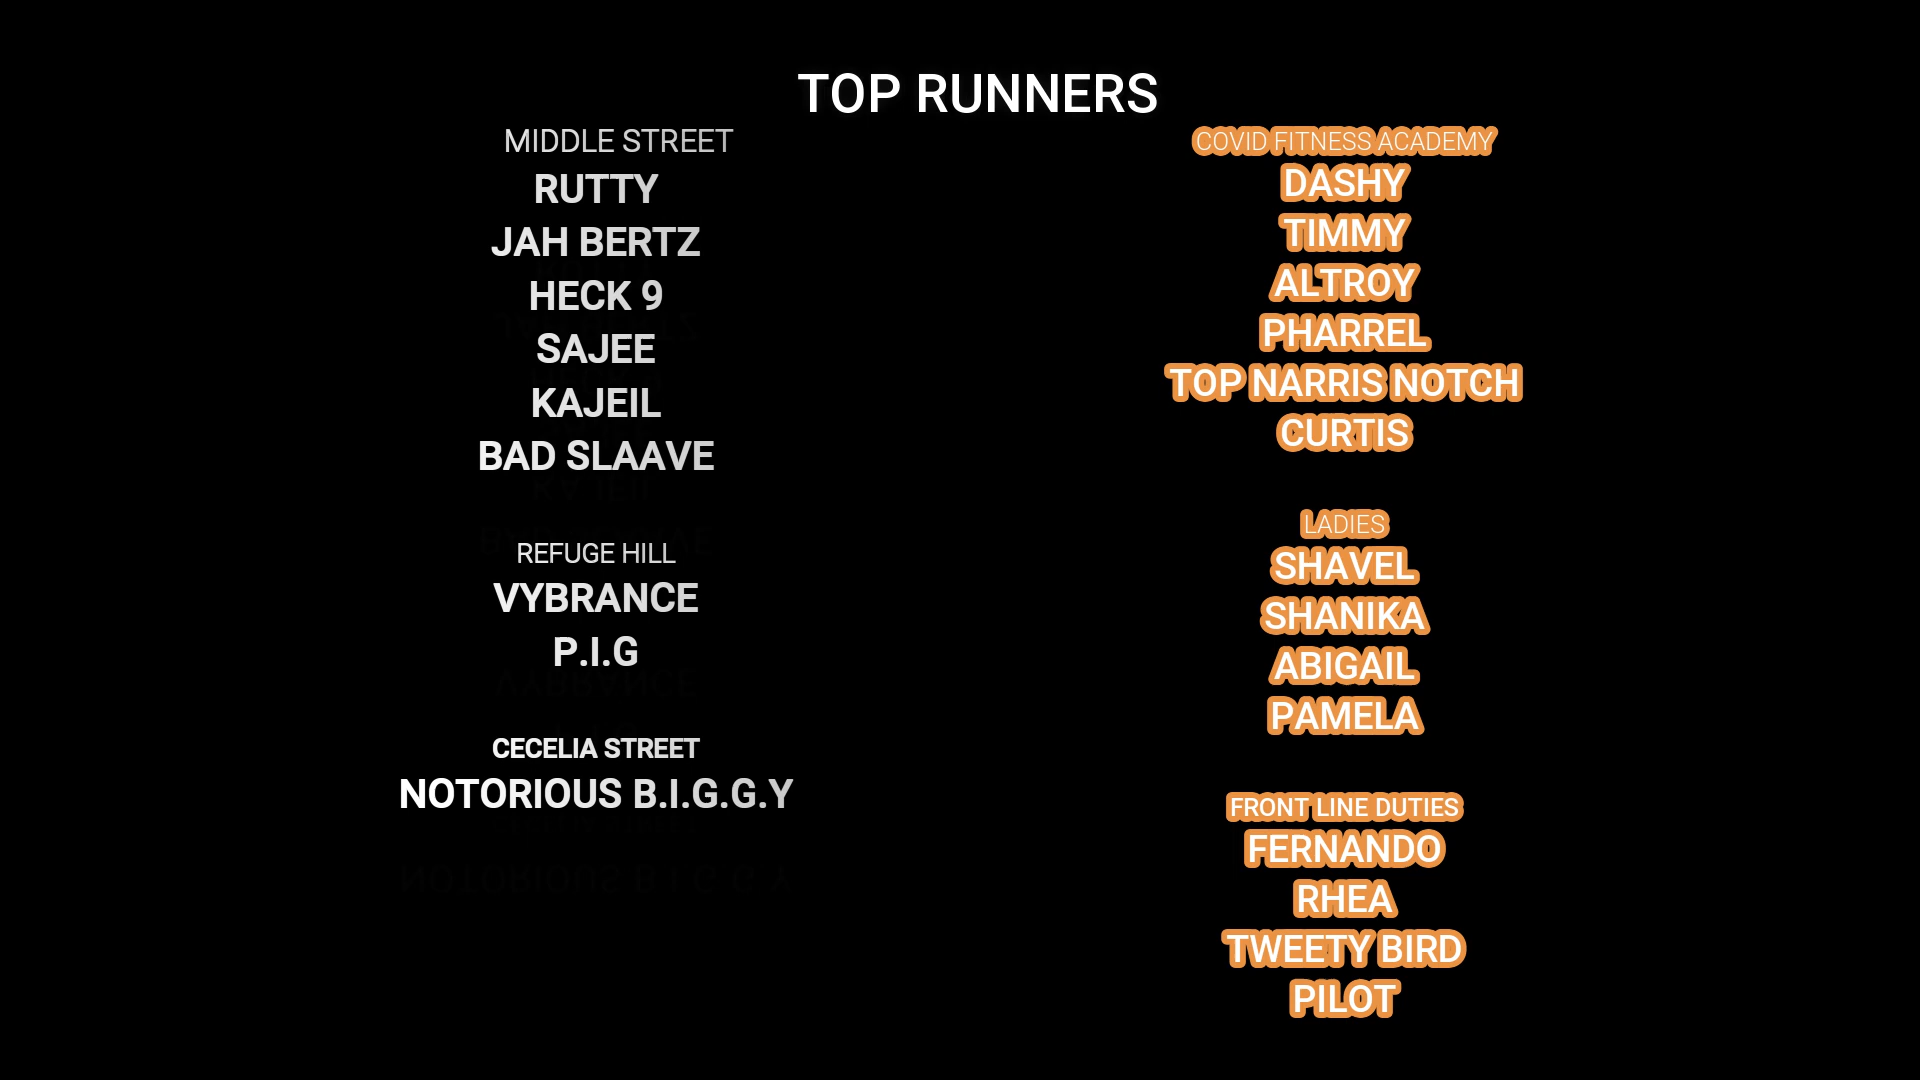 TOP RUNNERS
MIDDLE STREET
RUTTY
JAH BERTZ
HECK 9
SAJEE
KAJEIL
BAD SLAAVE
REFUGE HILL
VYBRANCE
P.I.G
CECELIA STREET
NOTORIOUS B.I.G.G.Y
COVID FITNESS ACADEMY
DASHY
TIMMY
ALTROY
PHARREL
TOP NARRIS NOTCH
CURTIS
LADIES
SHAVEL
SHANIKA
ABIGAIL
PAMELA
FRONT LINE DUTIES
FERNANDO
RHEA
TWEETY BIRD
PILOT